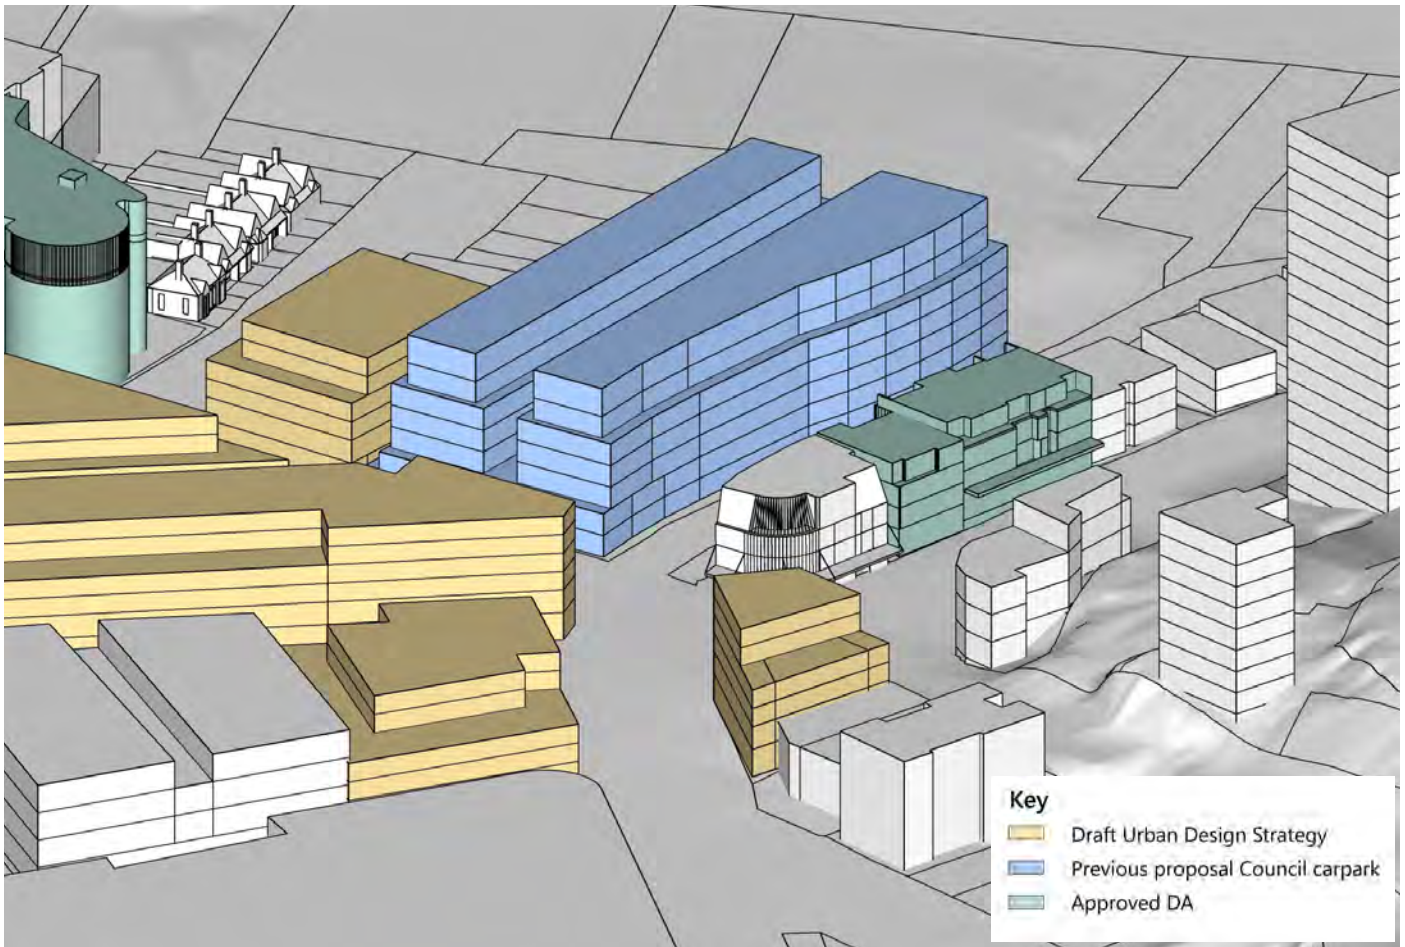 Key
Draft Urban Design Strategy
Previous proposal Council carpark
Approved DA